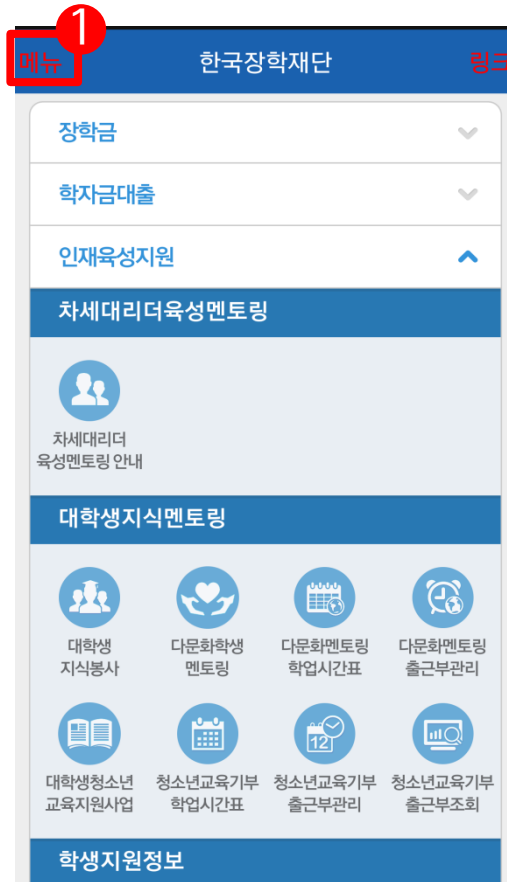 1
메뉴 한국장학재단 링크
장학금
학자금대출
인재육성지원
차세대리더육성멘토링
차세대리더
육성멘토링 안내
대학생지식멘토링
대학생
지식봉사
다문화학생
멘토링
다문화멘토링
학업시간표
다문화멘토링
출근부관리
12
대학생청소년
교육지원사업
청소년교육기부
학업시간표
청소년교육기부
출근부관리
청소년교육기부
출근부조회
학생지원정보